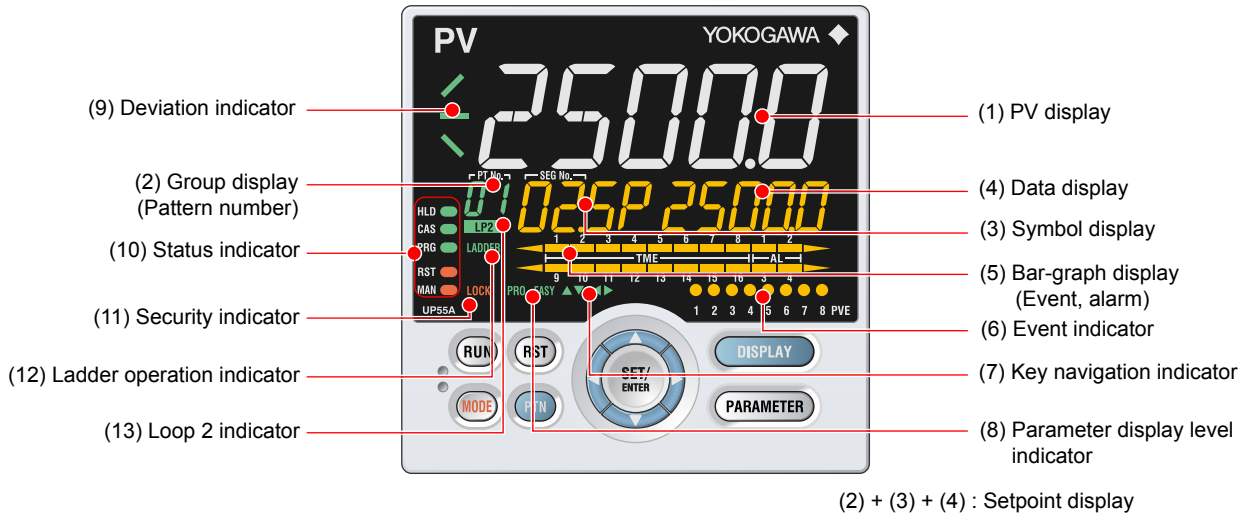 PV
YOKOGAWA
2500.0
PT No.
SEG No.
01
02.SP 250.00
HLD
CAS
PRG
RST
MAN
LP2
LADDER
LOCK
PRO EASY
1 2 3 4 5 6 7 8 1 2
TME
AL
9 10 11 12 13 14 15 16 3 4
1 2 3 4 5 6 7 8 PVE
UP55A
RUN
RST
MODE
PTN
SET/
ENTER
DISPLAY
PARAMETER
(9) Deviation indicator
(2) Group display
(Pattern number)
(10) Status indicator
(11) Security indicator
(12) Ladder operation indicator
(13) Loop 2 indicator
(1) PV display
(4) Data display
(3) Symbol display
(5) Bar-graph display
(Event, alarm)
(6) Event indicator
(7) Key navigation indicator
(8) Parameter display level
indicator
(2) + (3) + (4) : Setpoint display